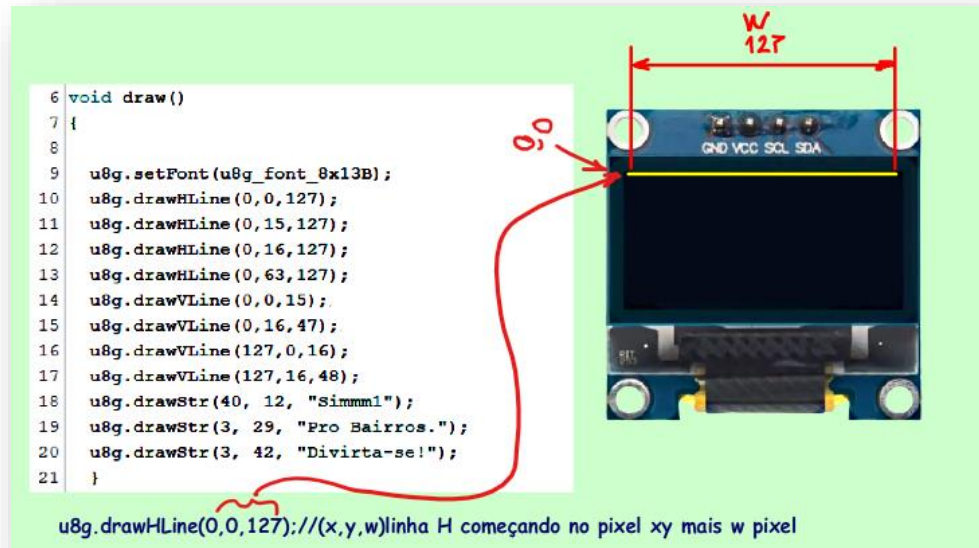 W
127
0,0
GND VCC SCL SDA
6 void draw()
7 {
8
9 u8g.setFont(u8g_font_8x13B);
10 u8g.drawHLine(0,0,127);
11 u8g.drawHLine(0,15,127);
12 u8g.drawHLine(0,16,127);
13 u8g.drawHLine(0,63,127);
14 u8g.drawVLine(0,0,15);
15 u8g.drawVLine(0,16,47);
16 u8g.drawVLine(127,0,16);
17 u8g.drawVLine(127,16,48);
18 u8g.drawStr(40, 12, "Simmm1");
19 u8g.drawStr(3, 29, "Pro Bairros.");
20 u8g.drawStr(3, 42, "Divirta-se!");
21 }
u8g.drawHLine(0,0,127);//(x,y,w)linha H começando no pixel xy mais w pixel